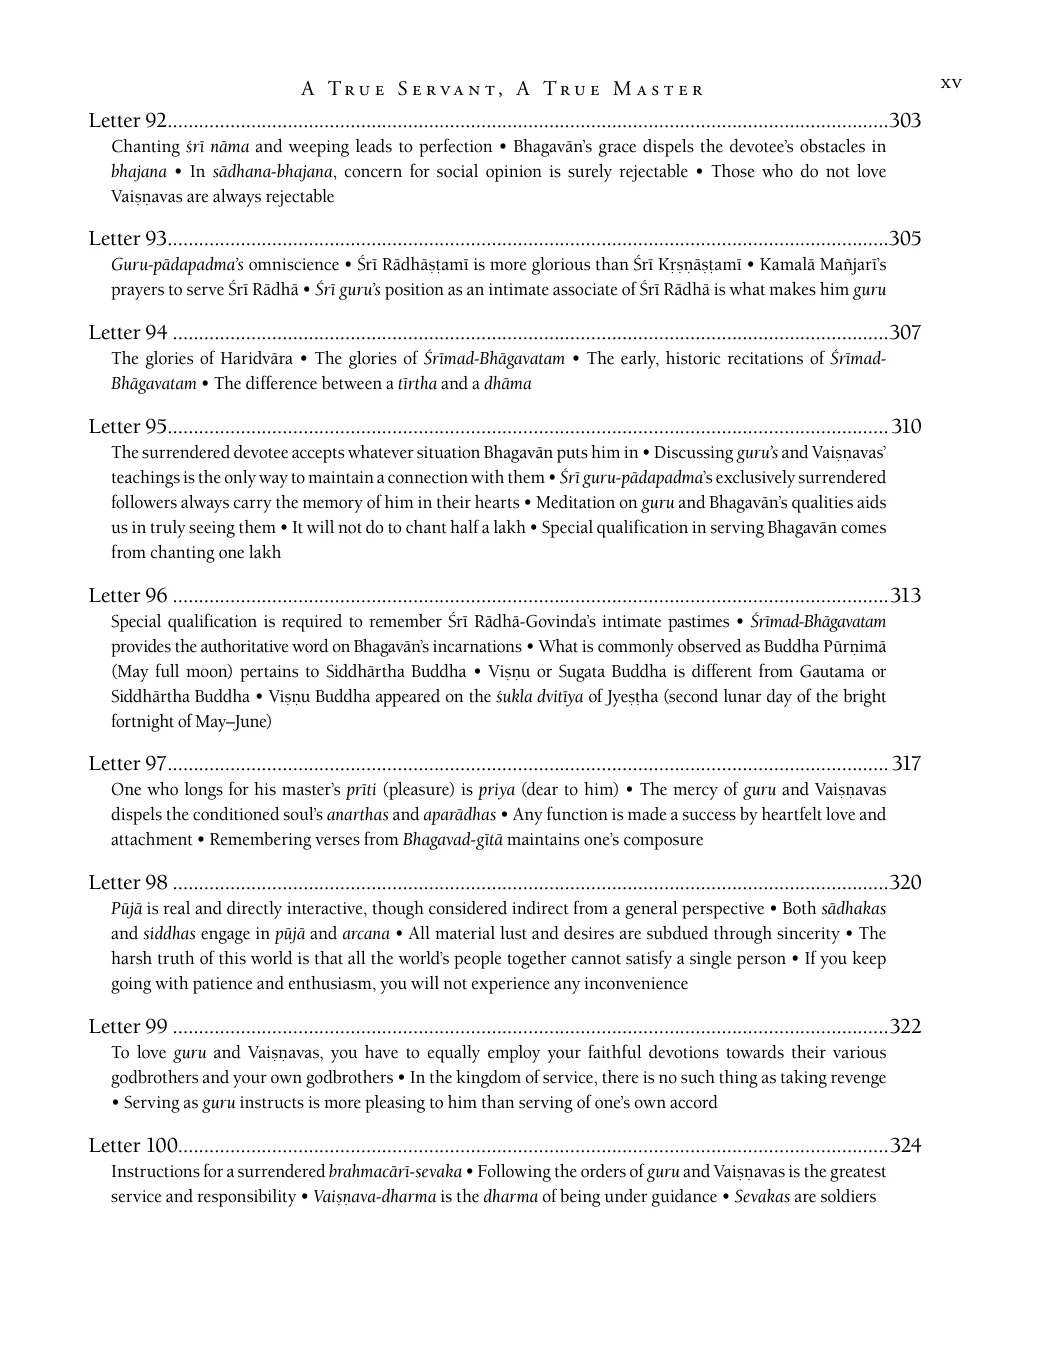 A True Servant, A True Master xv
Letter 92........................................................................................................................................303
Chanting śrī nāma and weeping leads to perfection • Bhagavān’s grace dispels the devotee’s obstacles in
bhajana • In sādhana-bhajana, concern for social opinion is surely rejectable • Those who do not love
Vaiṣṇavas are always rejectable
Letter 93........................................................................................................................................305
Guru-pādapadma’s omniscience • Śrī Rādhāṣṭamī is more glorious than Śrī Kṛṣṇāṣṭamī • Kamalā Mañjarī’s
prayers to serve Śrī Rādhā • Śrī guru’s position as an intimate associate of Śrī Rādhā is what makes him guru
Letter 94 .......................................................................................................................................307
The glories of Haridvāra • The glories of Śrīmad-Bhāgavatam • The early, historic recitations of Śrīmad-
Bhāgavatam • The difference between a tīrtha and a dhāma
Letter 95........................................................................................................................................310
The surrendered devotee accepts whatever situation Bhagavān puts him in • Discussing guru’s and Vaiṣṇavas’
teachings is the only way to maintain a connection with them • Śrī guru-pādapadma’s exclusively surrendered
followers always carry the memory of him in their hearts • Meditation on guru and Bhagavān’s qualities aids
us in truly seeing them • It will not do to chant half a lakh • Special qualification in serving Bhagavān comes
from chanting one lakh
Letter 96 .......................................................................................................................................313
Special qualification is required to remember Śrī Rādhā-Govinda’s intimate pastimes • Śrīmad-Bhāgavatam
provides the authoritative word on Bhagavān’s incarnations • What is commonly observed as Buddha Pūrṇimā
(May full moon) pertains to Siddhārtha Buddha • Viṣṇu or Sugata Buddha is different from Gautama or
Siddhārtha Buddha • Viṣṇu Buddha appeared on the śukla dvitīya of Jyeṣṭha (second lunar day of the bright
fortnight of May–June)
Letter 97........................................................................................................................................317
One who longs for his master’s prīti (pleasure) is priya (dear to him) • The mercy of guru and Vaiṣṇavas
dispels the conditioned soul’s anarthas and aparādhas • Any function is made a success by heartfelt love and
attachment • Remembering verses from Bhagavad-gītā maintains one’s composure
Letter 98 .......................................................................................................................................320
Pūjā is real and directly interactive, though considered indirect from a general perspective • Both sādhakas
and siddhas engage in pūjā and arcana • All material lust and desires are subdued through sincerity • The
harsh truth of this world is that all the world’s people together cannot satisfy a single person • If you keep
going with patience and enthusiasm, you will not experience any inconvenience
Letter 99 .......................................................................................................................................322
To love guru and Vaiṣṇavas, you have to equally employ your faithful devotions towards their various
godbrothers and your own godbrothers • In the kingdom of service, there is no such thing as taking revenge
• Serving as guru instructs is more pleasing to him than serving of one’s own accord
Letter 100......................................................................................................................................324
Instructions for a surrendered brahmacārī-sevaka • Following the orders of guru and Vaiṣṇavas is the greatest
service and responsibility • Vaiṣṇava-dharma is the dharma of being under guidance • Sevakas are soldiers